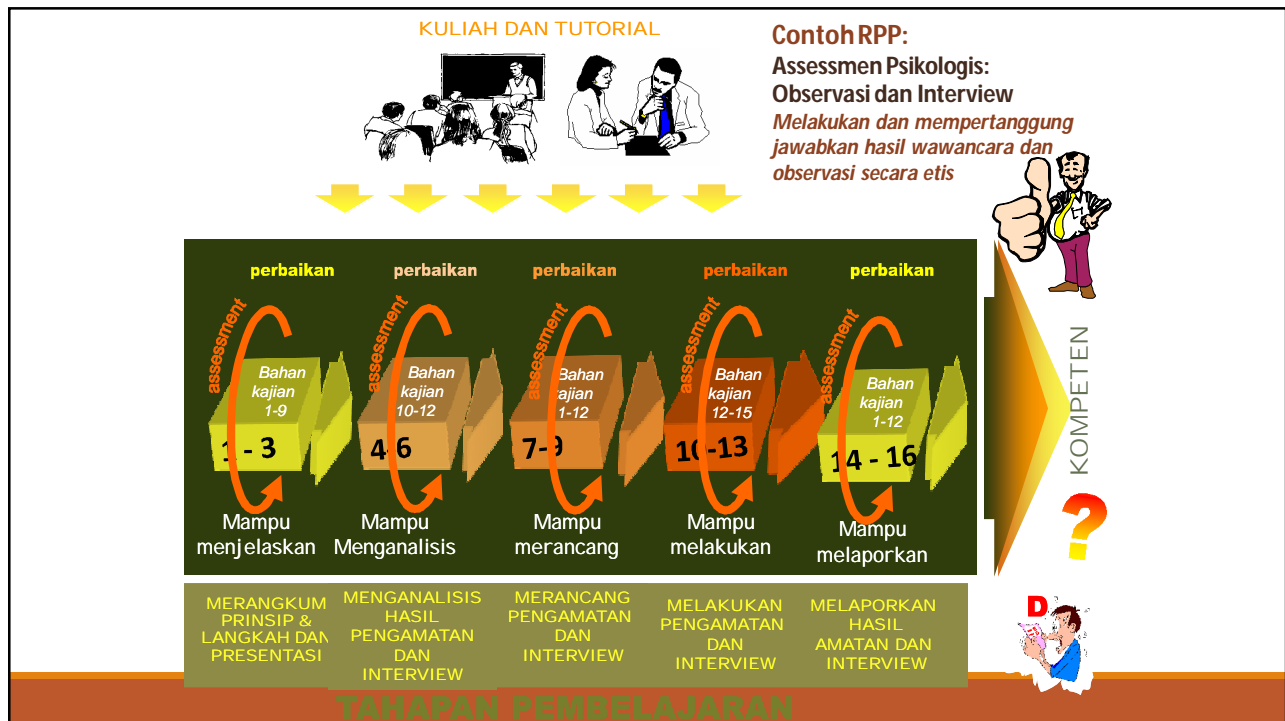 KULIAH DAN TUTORIAL
Contoh RPP:
Assessmen Psikologis:
Observasi dan Interview
Melakukan dan mempertanggung
jawabkan hasil wawancara dan
observasi secara etis
perbaikan
perbaikan
perbaikan
perbaikan
perbaikan
assessment
assessment
assessment
assessment
assessment
Bahan
kajian
1-9
1 - 3
Bahan
kajian
10-12
4-6
Bahan
kajian
1-12
7-9
Bahan
kajian
12-15
10-13
Bahan
kajian
1-12
14 - 16
Mampu
menjelaskan
Mampu
Menganalisis
Mampu
merancang
Mampu
melakukan
Mampu
melaporkan
KOMPETEN
?
MERANGKUM
PRINSIP &
LANGKAH DAN
PRESENTASI
MENGANALISIS
HASIL
PENGAMATAN
DAN
INTERVIEW
MERANCANG
PENGAMATAN
DAN
INTERVIEW
MELAKUKAN
PENGAMATAN
DAN
INTERVIEW
MELAPORKAN
HASIL
AMATAN DAN
INTERVIEW
D
TAHAPAN PEMBELAJARAN